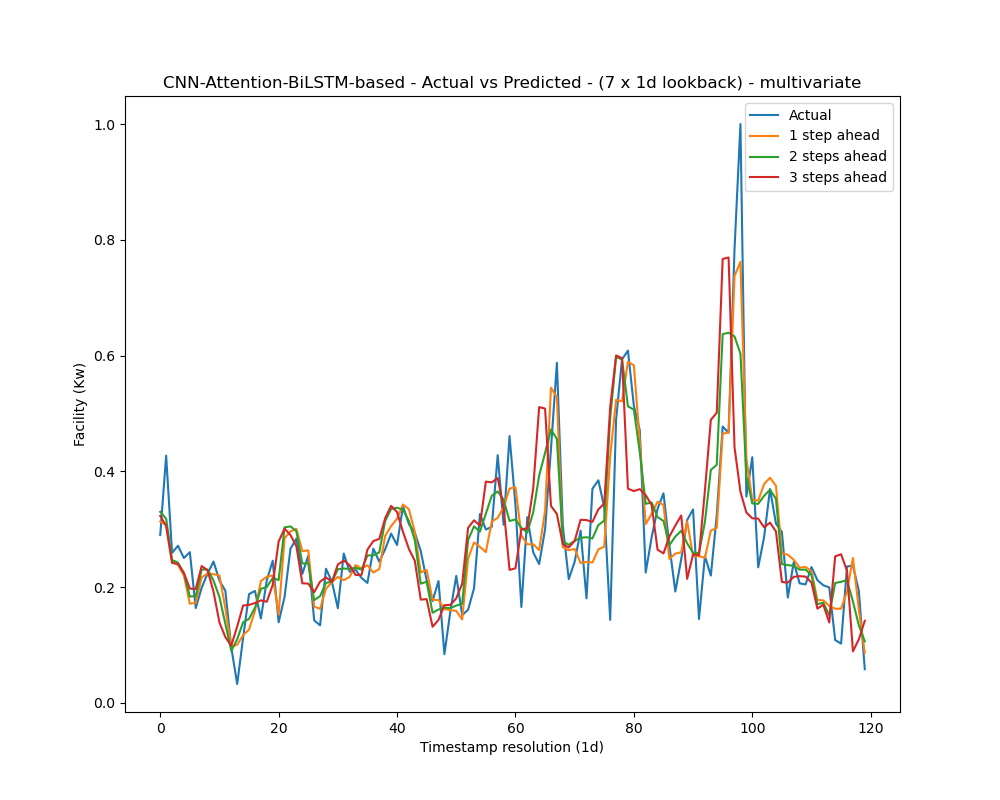 CNN-Attention-BiLSTM-based - Actual vs Predicted - (7 x 1d lookback) - multivariate
Actual
1 step ahead
2 steps ahead
3 steps ahead
1.0
0.8
0.6
0.4
0.2
0.0
Facility (Kw)
0 20 40 60 80 100 120
Timestamp resolution (1d)